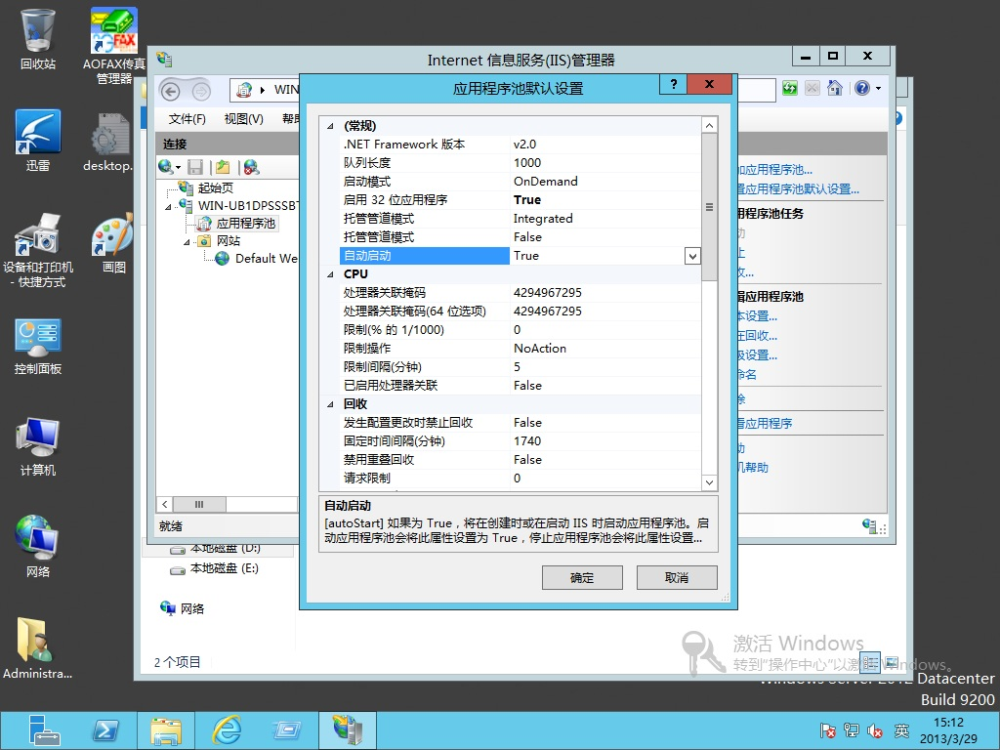 回收站
AOFAX传真
管理器
迅雷
desktop.
设备和打印机
- 快捷方式
画图
控制面板
计算机
网络
Administra...
Internet 信息服务(IIS)管理器
WIN
文件(F)
视图(V)
帮助
连接
起始页
WIN-UB1DPSSSBT
应用程序池
网站
Default We
就绪
应用程序池默认设置
?
(常规)
.NET Framework 版本 v2.0
队列长度 1000
启动模式 OnDemand
启用 32 位应用程序 True
托管管道模式 Integrated
托管管道模式 False
自动启动 True
CPU
处理器关联掩码 4294967295
处理器关联掩码(64 位选项) 4294967295
限制(% 的 1/1000) 0
限制操作 NoAction
限制间隔(分钟) 5
已启用处理器关联 False
回收
发生配置更改时禁止回收 False
固定时间间隔(分钟) 1740
禁用重叠回收 False
请求限制 0
自动启动
[autoStart] 如果为 True，将在创建时或在启动 IIS 时启动应用程序池。启
动应用程序池会将此属性设置为 True，停止应用程序池会将此属性设置...
确定
取消
加应用程序池...
置应用程序池默认设置...
用程序池任务
动
止
收...
辑应用程序池
本设置...
在回收...
级设置...
命名
除
看应用程序
助
机帮助
本地磁盘 (D:)
本地磁盘 (E:)
网络
2 个项目
激活 Windows
转到"操作中心"以激活 Windows。
Windows Server 2012 Datacenter
Build 9200
英
15:12
2013/3/29